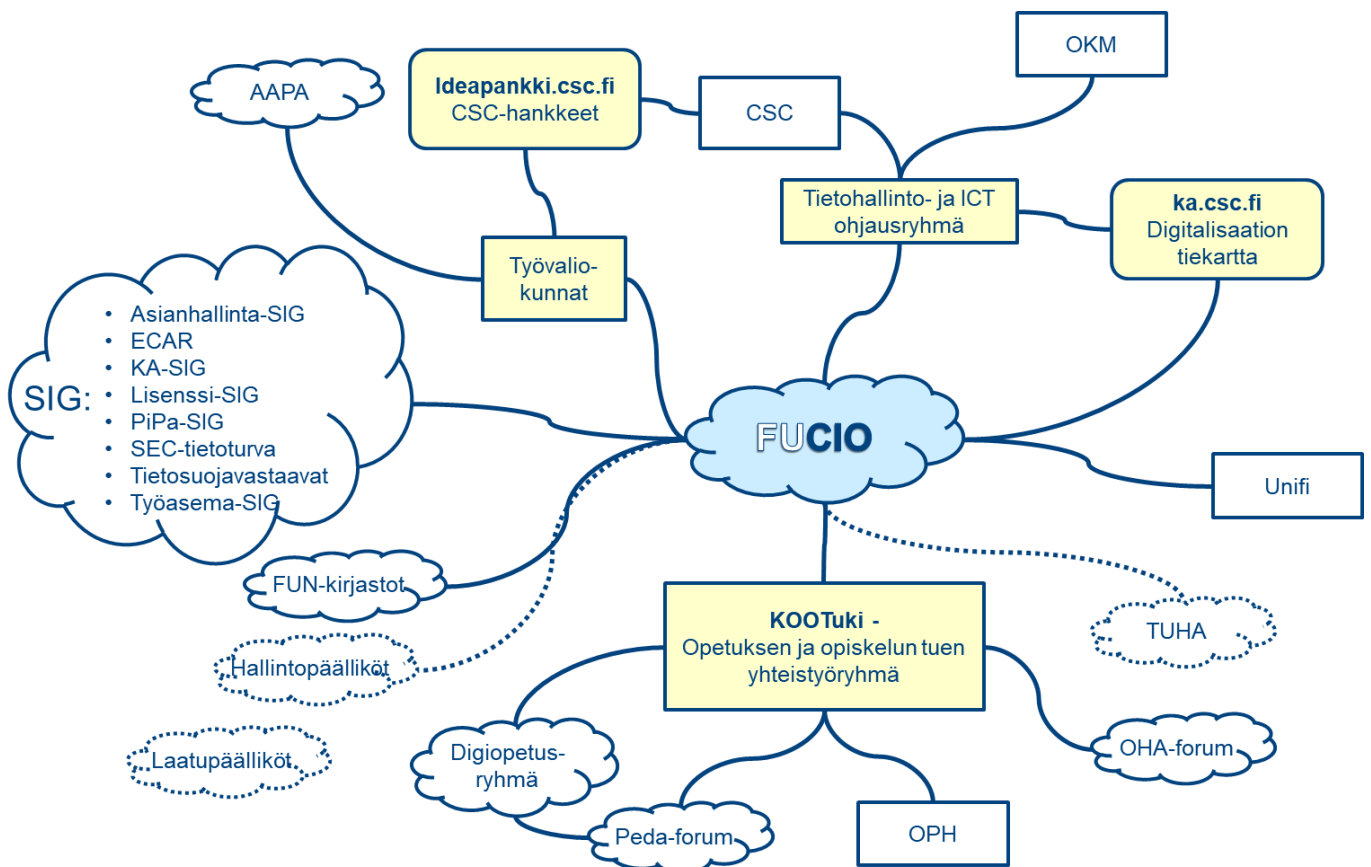 OKM
AAPA
Ideapankki.csc.fi
CSC-hankkeet
CSC
Tietohallinto- ja ICT
ohjausryhmä
ka.csc.fi
Digitalisaation
tiekartta
Työvalio-
kunnat
SIG:
• Asianhallinta-SIG
• ECAR
• KA-SIG
• Lisenssi-SIG
• PiPa-SIG
• SEC-tietoturva
• Tietosuojavastaavat
• Työasema-SIG
FUCIO
Unifi
FUN-kirjastot
Hallintopäälliköt
Laatupäälliköt
KOOTuki -
Opetuksen ja opiskelun tuen
yhteistyöryhmä
TUHA
Digiopetus-
ryhmä
Peda-forum
OPH
OHA-forum